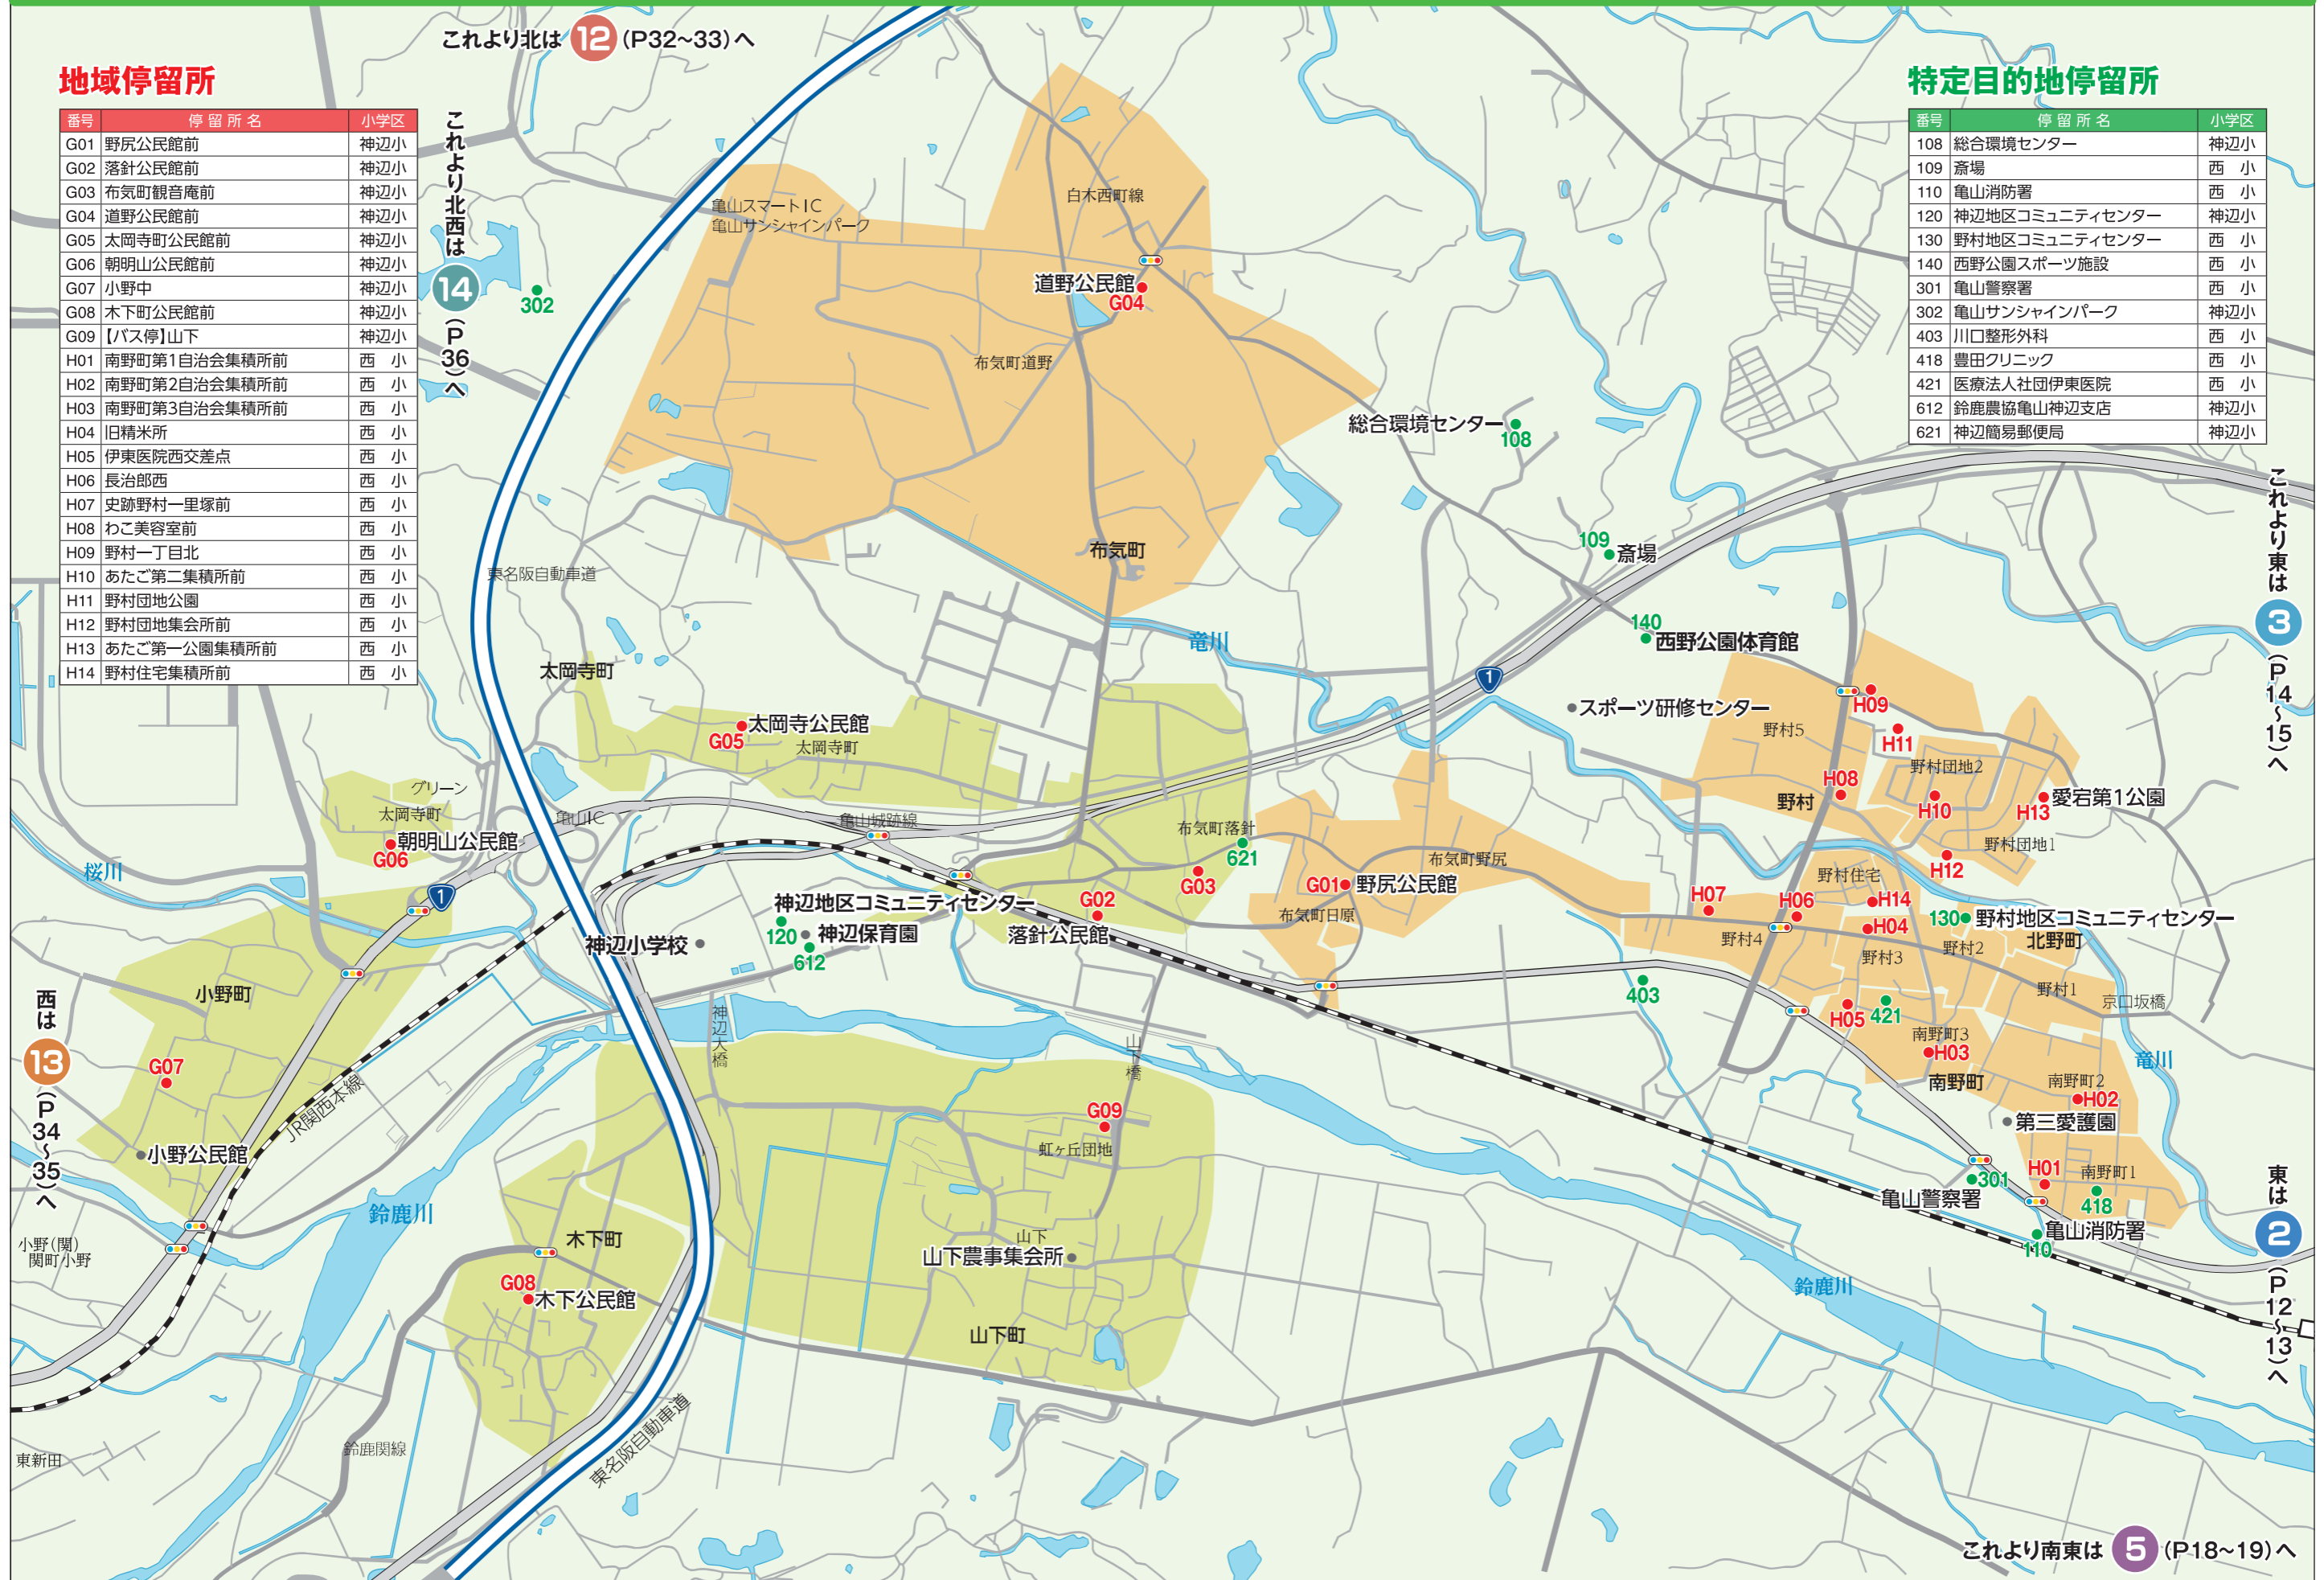 これより北は 12 (P32~33)へ
地域停留所
番号 停留所名 小学区
G01 野尻公民館前 神辺小
G02 落針公民館前 神辺小
G03 布気町観音庵前 神辺小
G04 道野公民館前 神辺小
G05 太岡寺町公民館前 神辺小
G06 朝明山公民館前 神辺小
G07 小野中 神辺小
G08 木下町公民館前 神辺小
G09 【バス停】山下 神辺小
H01 南野町第1自治会集積所前 西 小
H02 南野町第2自治会集積所前 西 小
H03 南野町第3自治会集積所前 西 小
H04 旧精米所 西 小
H05 伊東医院西交差点 西 小
H06 長治郎西 西 小
H07 史跡野村一里塚前 西 小
H08 わこ美容室前 西 小
H09 野村一丁目北 西 小
H10 あたご第二集積所前 西 小
H11 野村団地公園 西 小
H12 野村団地集会所前 西 小
H13 あたご第一公園集積所前 西 小
H14 野村住宅集積所前 西 小
これより北西は 14 (P36)へ
特定目的地停留所
番号 停留所名 小学区
108 総合環境センター 神辺小
109 斎場 西 小
110 亀山消防署 西 小
120 神辺地区コミュニティセンター 神辺小
130 野村地区コミュニティセンター 西 小
140 西野公園スポーツ施設 西 小
301 亀山警察署 西 小
302 亀山サンシャインパーク 神辺小
403 川口整形外科 西 小
418 豊田クリニック 西 小
421 医療法人社団伊東医院 西 小
612 鈴鹿農協亀山神辺支店 神辺小
621 神辺簡易郵便局 神辺小
これより東は 3 (P14~15)へ
白木西町線
亀山スマートIC
亀山サンシャインパーク
道野公民館
G04
302
布気町道野
総合環境センター
108
布気町
109
斎場
東名阪自動車道
140
西野公園体育館
竜川
太岡寺町
1
スポーツ研修センター
太岡寺公民館
G05
太岡寺町
H09
野村5
H11
野村団地2
H08
グリーン
野村
H10
H13
愛宕第1公園
太岡寺町
亀山IC
亀山城跡線
布気町落針
朝明山公民館
G06
621
布気町野尻
野村団地1
桜川
H12
野村住宅
G03
G01
野尻公民館
1
神辺地区コミュニティセンター
G02
H07
H06
H14
布気町日原
130
野村地区コミュニティセンター
120
神辺保育園
落針公民館
H04
神辺小学校
野村4
北野町
野村2
612
野村3
403
野村1
小野町
西は 13 (P34~35)へ
京口坂橋
H05
421
神辺大橋
南野町3
山下橋
H03
竜川
G07
南野町
南野町2
JR関西本線
H02
G09
第三愛護園
小野公民館
虹ヶ丘団地
H01
南野町1
301
亀山警察署
418
鈴鹿川
東は 2 (P12~13)へ
木下町
山下
亀山消防署
110
小野(関)
関町小野
山下農事集会所
G08
鈴鹿川
木下公民館
山下町
東名阪自動車道
鈴鹿関線
東新田
これより南東は 5 (P18~19)へ